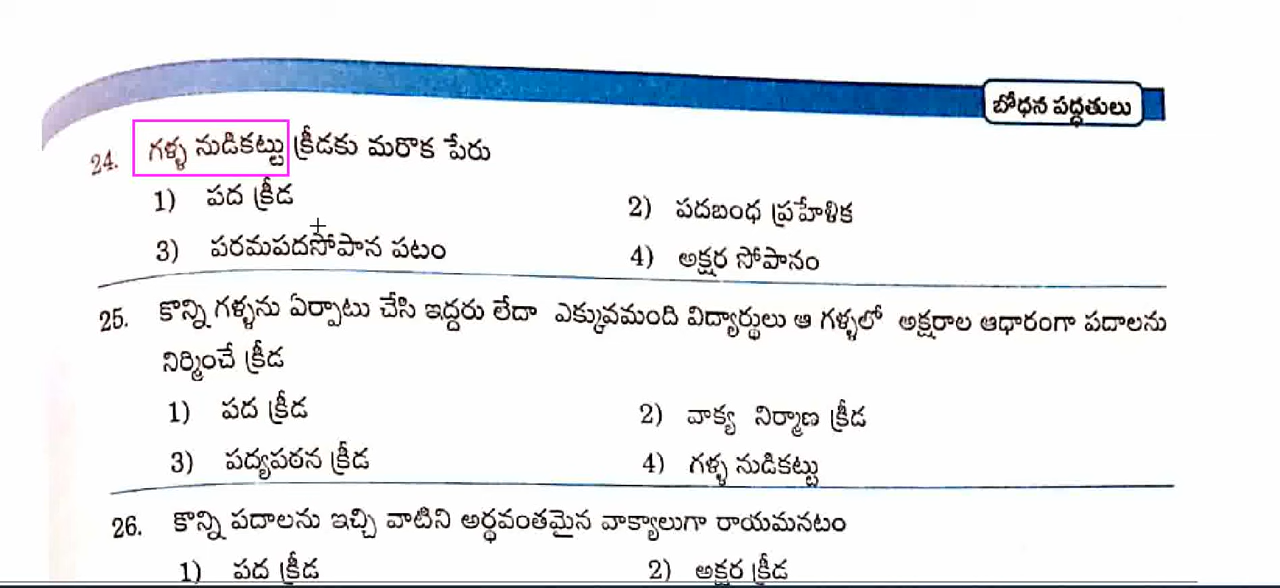 బోధన పద్ధతులు
24. గళ్ళ నుడికట్టు క్రీడకు మరొక పేరు
1) పద క్రీడ 2) పదబంధ ప్రహేళిక
3) పరమపదసోపాన పటం 4) అక్షర సోపానం
25. కొన్ని గళ్ళను ఏర్పాటు చేసి ఇద్దరు లేదా ఎక్కువమంది విద్యార్థులు ఆ గళ్ళలో అక్షరాల ఆధారంగా పదాలను
నిర్మించే క్రీడ
1) పద క్రీడ 2) వాక్య నిర్మాణ క్రీడ
3) పద్యపఠన క్రీడ 4) గళ్ళ నుడికట్టు
26. కొన్ని పదాలను ఇచ్చి వాటిని అర్థవంతమైన వాక్యాలుగా రాయమనటం
1) పద క్రీడ 2) అక్షర క్రీడ